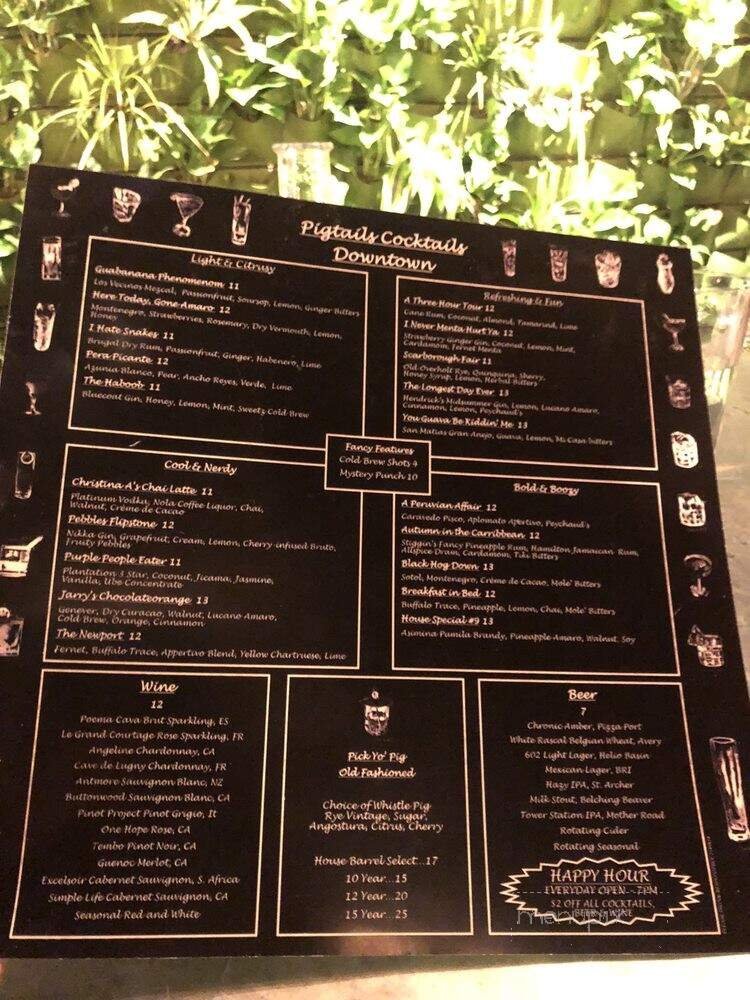 Pigtails Cocktails
Downtown
Light & Citrusy
Guabanana Phenomenom 11
Los Vecinos Mezcal, Passionfruit, Soursop, Lemon, Ginger Bitters
Here Today, Gone Amaro 12
Montenegro, Strawberries, Rosemary, Dry Vermouth, Lemon,
Honey
I Hate Snakes 11
Brugal Dry Rum, Passionfruit, Ginger, Habenero, Lime
Pera Picante 12
Azunia Blanco, Pear, Ancho Reyes, Verde, Lime
The Haboob 11
Bluecoat Gin, Honey, Lemon, Mint, Sweetz Cold Brew
Refreshing & Fun
A Three Hour Tour 12
Cane Rum, Coconut, Almond, Tamarind, Lime
I Never Menta Hurt Ya 12
Strawberry Ginger Gin, Coconut, Lemon, Mint,
Cardamom, Fernet Menta
Scarborough Fair 11
Old Overholt Rye, Quinquina, Sherry,
Honey Syrup, Lemon, Herbal Bitters
The Longest Day Ever 13
Hendrick's Midsummer Gin, Lemon, Lucano Amaro,
Cinnamon, Lemon, Peychaud's
You Guava Be Kiddin' Me 13
San Matias Gran Anejo, Guava, Lemon, Mi Casa bitters
Fancy Features
Cold Brew Shots 4
Mystery Punch 10
Cool & Nerdy
Christina A's Chai Latte 11
Platinum Vodka, Nola Coffee Liquor, Chai,
Walnut, Crème de Cacao
Pebbles Flipstone 12
Nikka Gin, Grapefruit, Cream, Lemon, Cherry-infused Bruto,
Fruity Pebbles
Purple People Eater 11
Plantation 3 Star, Coconut, Jicama, Jasmine,
Vanilla, Ube Concentrate
Jarry's Chocolateorange 13
Genever, Dry Curacao, Walnut, Lucano Amaro,
Cold Brew, Orange, Cinnamon
The Newport 12
Fernet, Buffalo Trace, Appertivo Blend, Yellow Chartruese, Lime
Bold & Boozy
A Peruvian Affair 12
Caravedo Pisco, Aplomato Apertivo, Peychaud's
Autumn in the Carribbean 12
Stiggin's Fancy Pineapple Rum, Hamilton Jamaican Rum,
Allspice Dram, Cardamom, Tiki Bitters
Black Hog Down 13
Sotol, Montenegro, Crème de Cacao, Mole' Bitters
Breakfast in Bed 12
Buffalo Trace, Pineapple, Lemon, Chai, Mole' Bitters
House Special #9 13
Asimina Pumila Brandy, Pineapple Amaro, Walnut, Soy
Wine
12
Poema Cava Brut Sparkling, ES
Le Grand Courtage Rose Sparkling, FR
Angeline Chardonnay, CA
Cave de Lugny Chardonnay, FR
Antmore Sauvignon Blanc, NZ
Buttonwood Sauvignon Blanc, CA
Pinot Project Pinot Grigio, It
One Hope Rose, CA
Tembo Pinot Noir, CA
Guenoc Merlot, CA
Excelsoir Cabernet Sauvignon, S. Africa
Simple Life Cabernet Sauvignon, CA
Seasonal Red and White
Pick Yo' Pig
Old Fashioned
Choice of Whistle Pig
Rye Vintage, Sugar,
Angostura, Citrus, Cherry
House Barrel Select...17
10 Year...15
12 Year...20
15 Year...25
Beer
7
Chronic Amber, Pizza Port
White Rascal Belgian Wheat, Avery
602 Light Lager, Helio Basin
Mexican Lager, BRI
Hazy IPA, St. Archer
Milk Stout, Belching Beaver
Tower Station IPA, Mother Road
Rotating Cider
Rotating Seasonal
HAPPY HOUR
EVERYDAY OPEN - 7PM
$2 OFF ALL COCKTAILS,
BEER & WINE
menupix